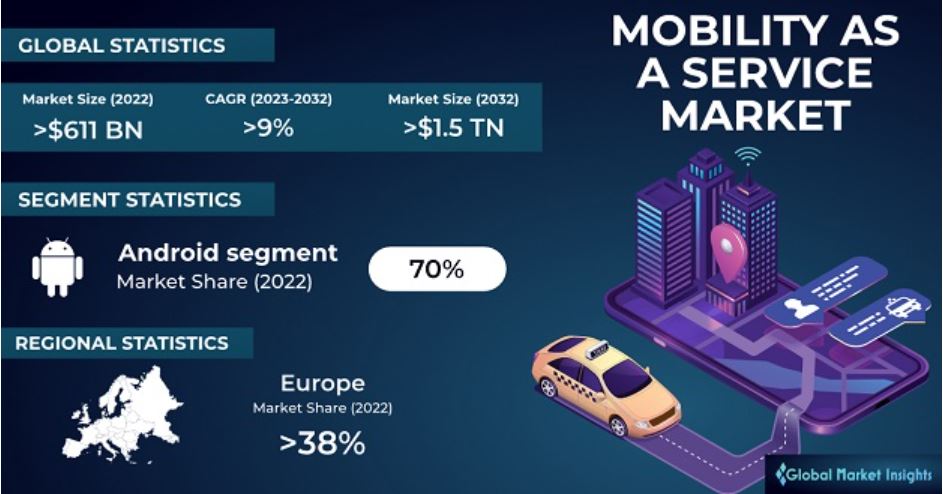 MOBILITY AS
A SERVICE
MARKET
GLOBAL STATISTICS
Market Size (2022)
>$611 BN
CAGR (2023-2032)
>9%
Market Size (2032)
>$1.5 TN
SEGMENT STATISTICS
Android segment
Market Share (2022)
70%
REGIONAL STATISTICS
Europe
Market Share (2022)
>38%
Global Market Insights